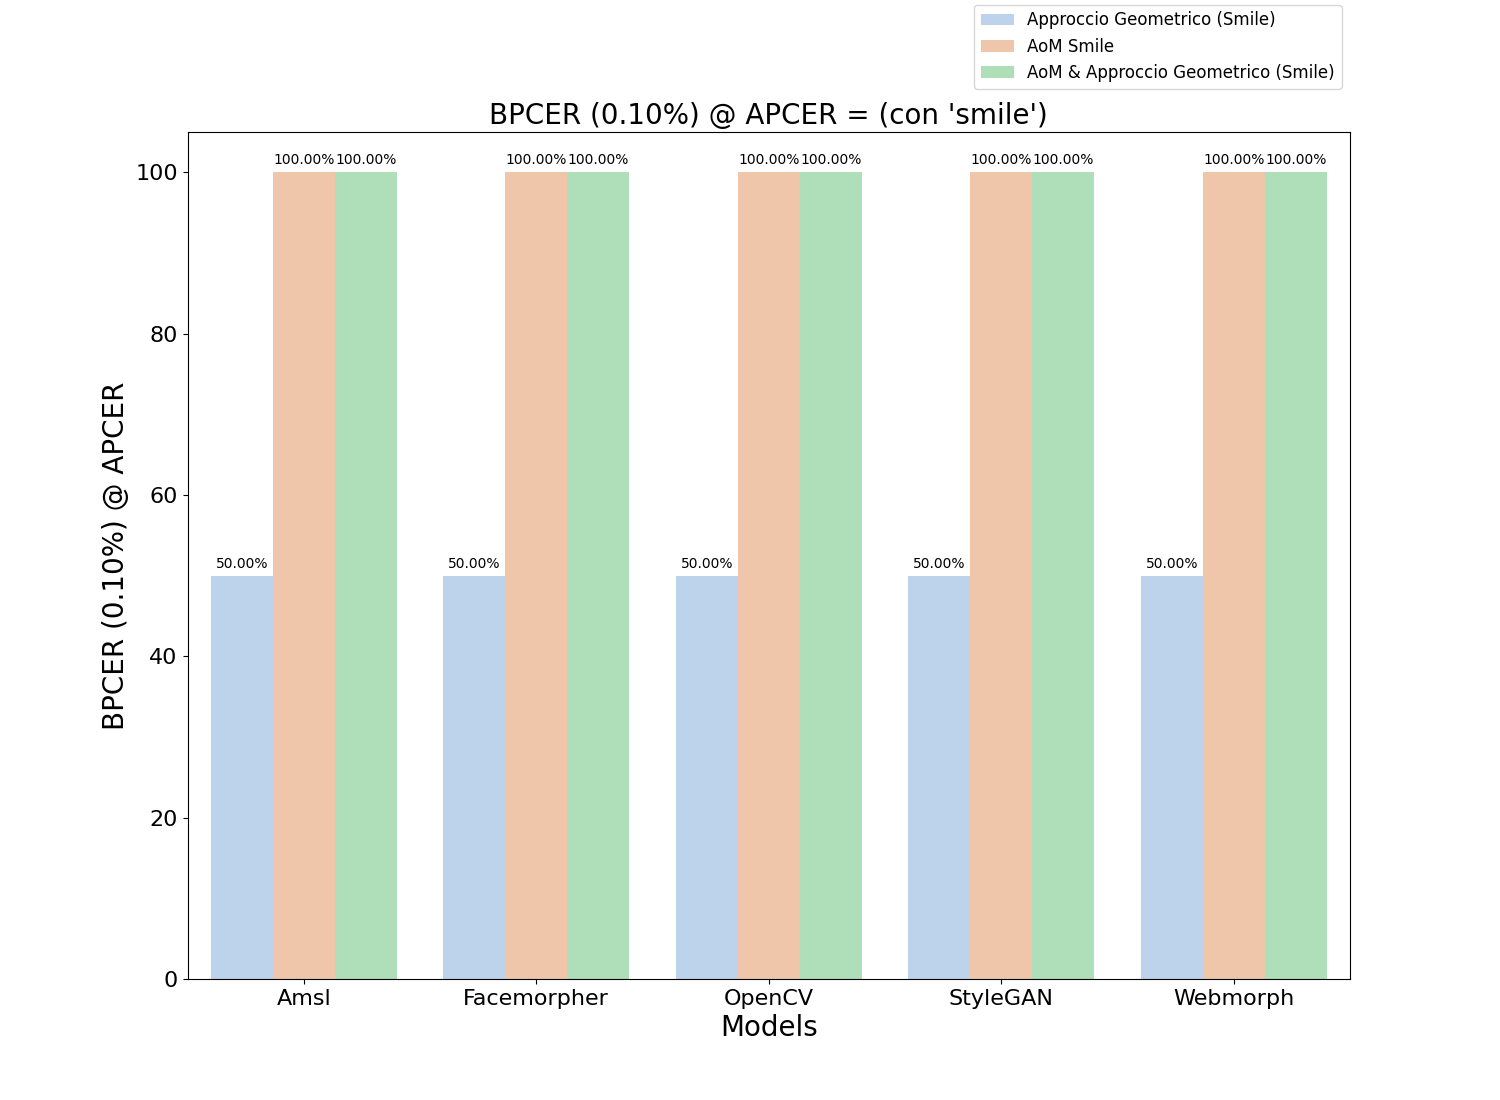 Approccio Geometrico (Smile)
AoM Smile
AoM & Approccio Geometrico (Smile)
BPCER (0.10%) @ APCER = (con 'smile')
BPCER (0.10%) @ APCER
100
80
60
40
20
0
50.00% 100.00% 100.00%
50.00% 100.00% 100.00%
50.00% 100.00% 100.00%
50.00% 100.00% 100.00%
50.00% 100.00% 100.00%
Amsl Facemorpher OpenCV StyleGAN Webmorph
Models